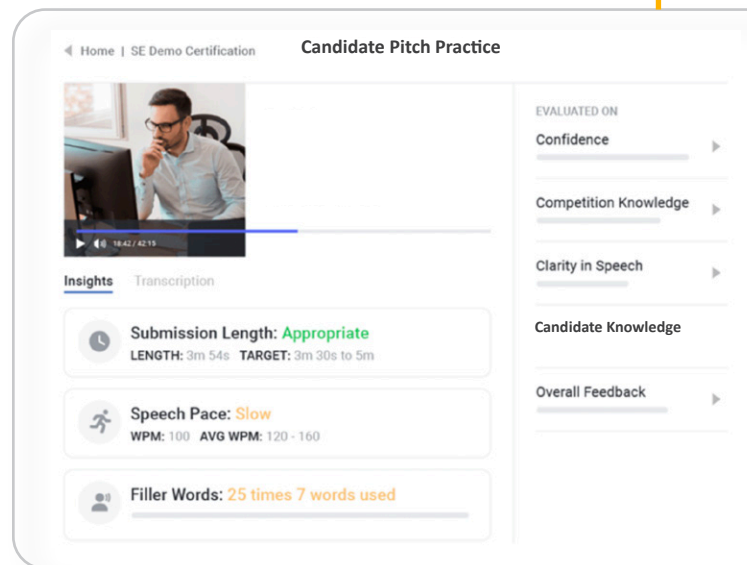 Home | SE Demo Certification
Candidate Pitch Practice
18:42 / 42:15
Insights Transcription
Submission Length: Appropriate
LENGTH: 3m 54s TARGET: 3m 30s to 5m
Speech Pace: Slow
WPM: 100 AVG WPM: 120 - 160
Filler Words: 25 times 7 words used
EVALUATED ON
Confidence
Competition Knowledge
Clarity in Speech
Candidate Knowledge
Overall Feedback